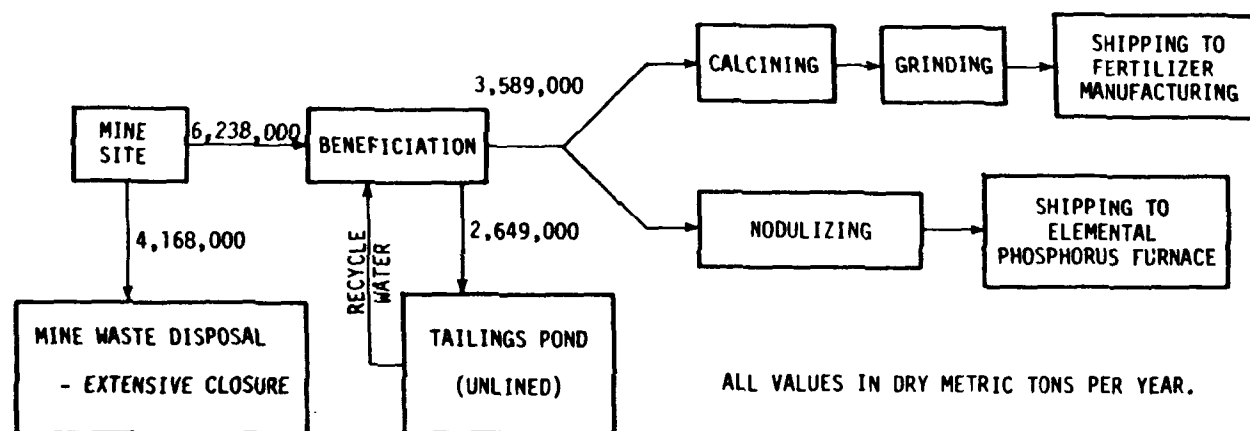 MINE
SITE
6,238,000
BENEFICIATION
3,589,000
CALCINING
GRINDING
SHIPPING TO
FERTILIZER
MANUFACTURING
NODULIZING
SHIPPING TO
ELEMENTAL
PHOSPHORUS FURNACE
4,168,000
RECYCLE
WATER
2,649,000
MINE WASTE DISPOSAL
- EXTENSIVE CLOSURE
TAILINGS POND
(UNLINED)
ALL VALUES IN DRY METRIC TONS PER YEAR.